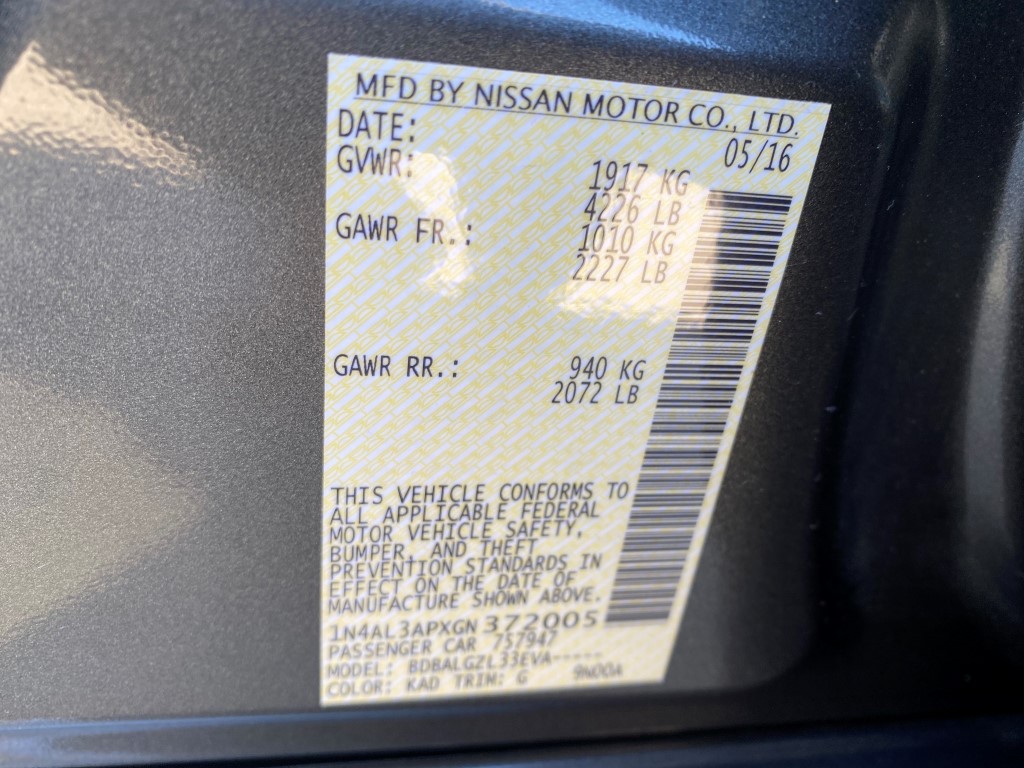 MFD BY NISSAN MOTOR CO., LTD.
DATE: 05/16
GVWR: 1917 KG
4226 LB
GAWR FR.: 1010 KG
2227 LB
GAWR RR.: 940 KG
2072 LB
THIS VEHICLE CONFORMS TO
ALL APPLICABLE FEDERAL
MOTOR VEHICLE SAFETY,
BUMPER, AND THEFT
PREVENTION STANDARDS IN
EFFECT ON THE DATE OF
MANUFACTURE SHOWN ABOVE.
1N4AL3APXGN372005
PASSENGER CAR 757947
MODEL: BDBALGZL33EVA-----
COLOR: KAD TRIM: G 9N00A